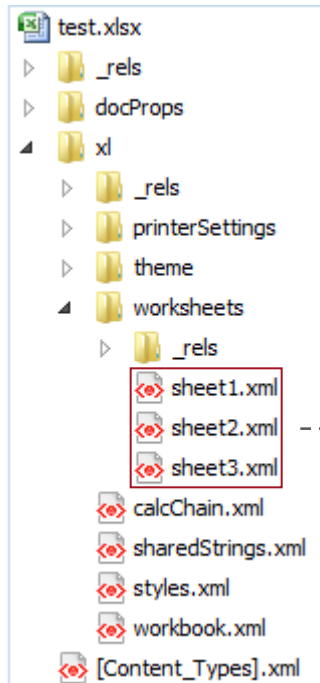 test.xlsx
_rels
docProps
xl
_rels
printerSettings
theme
worksheets
_rels
sheet1.xml
sheet2.xml
sheet3.xml
calcChain.xml
sharedStrings.xml
styles.xml
workbook.xml
[Content_Types].xml